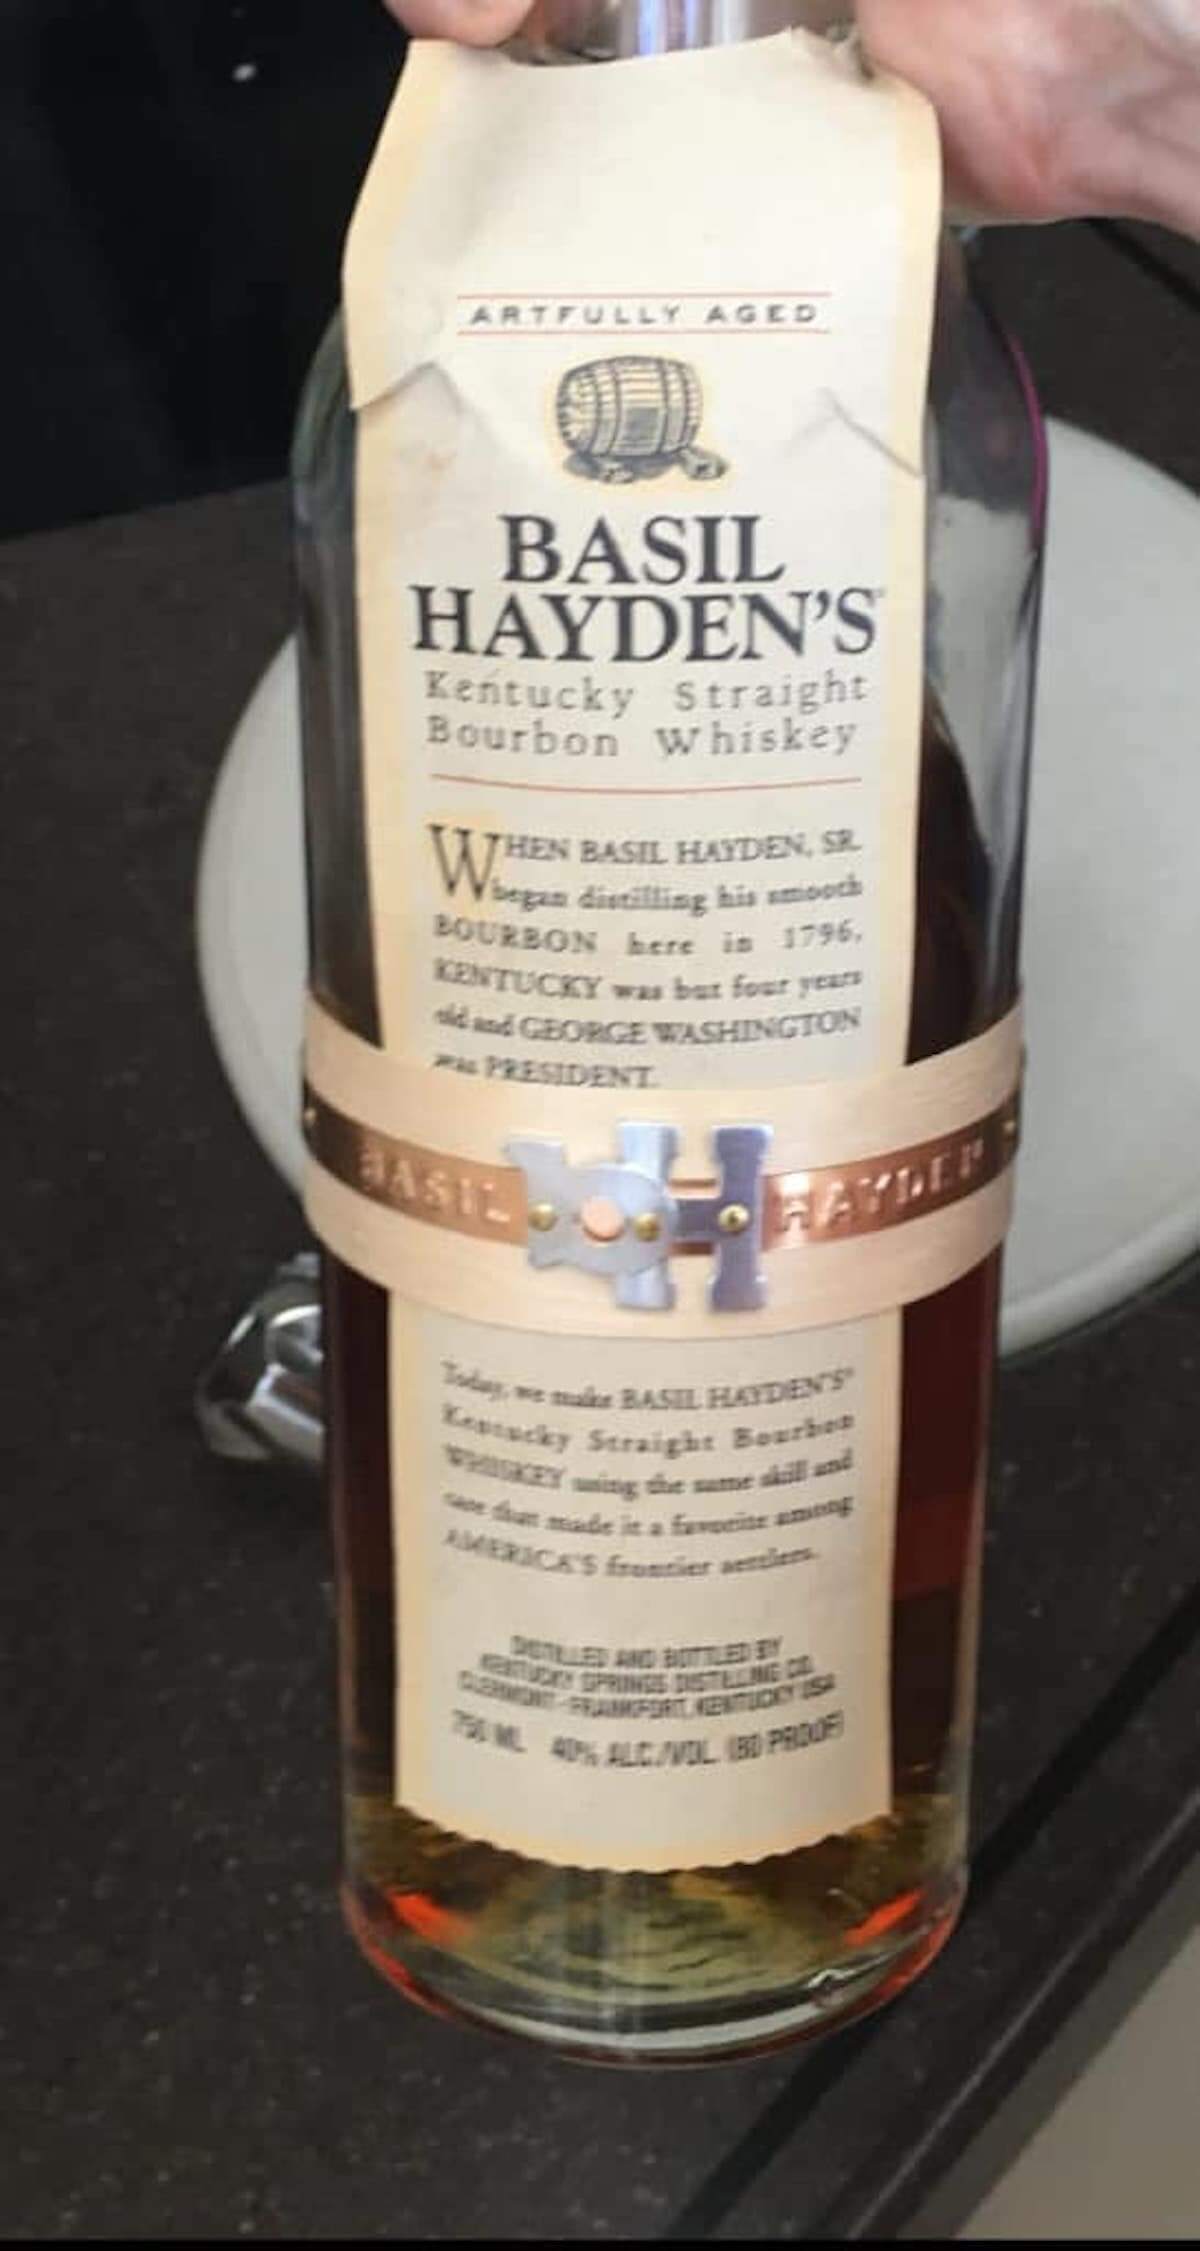 ARTFULLY AGED
BASIL
HAYDEN'S
Kentucky Straight
Bourbon Whiskey
WHEN BASIL HAYDEN, SR.
began distilling his smooth
BOURBON here in 1796,
KENTUCKY was but four years
old and GEORGE WASHINGTON
was PRESIDENT.
BASIL BH HAYDEN'S
Today, we make BASIL HAYDEN'S®
Kentucky Straight Bourbon
WHISKEY using the same skill and
care that made it a favorite among
AMERICA'S frontier settlers.
DISTILLED AND BOTTLED BY
KENTUCKY SPRINGS DISTILLING CO.
CLERMONT-FRANKFORT, KENTUCKY USA
750 ML 40% ALC./VOL. (80 PROOF)